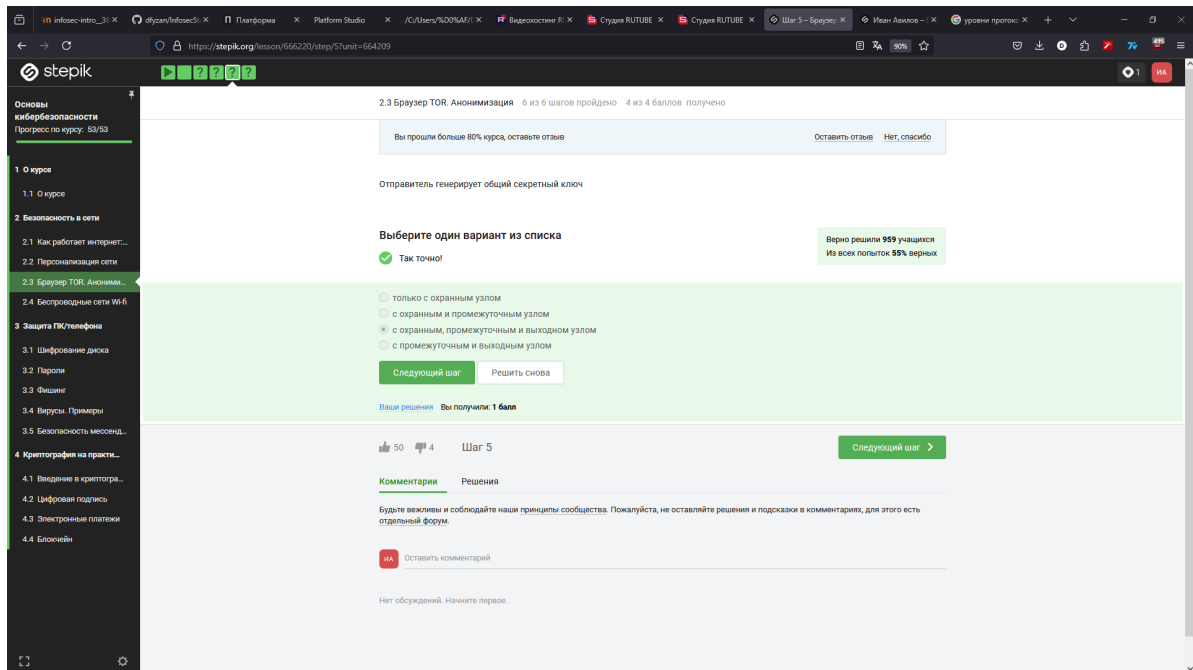 in infosec-intro_38
dfyzan/InfosecSt
Платформа
Platform Studio
/C:/Users/%D0%AF/
Видеохостинг R
Студия RUTUBE
Студия RUTUBE
Шаг 5 – Браузер
Иван Авилов –
уровни протоко
https://stepik.org/lesson/666220/step/5?unit=664209
90%
495
stepik
1
ИА
Основы
кибербезопасности
Прогресс по курсу: 53/53
1 О курсе
1.1 О курсе
2 Безопасность в сети
2.1 Как работает интернет:...
2.2 Персонализация сети
2.3 Браузер TOR. Аноними...
2.4 Беспроводные сети Wi-fi
3 Защита ПК/телефона
3.1 Шифрование диска
3.2 Пароли
3.3 Фишинг
3.4 Вирусы. Примеры
3.5 Безопасность мессенд...
4 Криптография на практи...
4.1 Введение в криптогра...
4.2 Цифровая подпись
4.3 Электронные платежи
4.4 Блокчейн
2.3 Браузер TOR. Анонимизация 6 из 6 шагов пройдено 4 из 4 баллов получено
Вы прошли больше 80% курса, оставьте отзыв
Оставить отзыв Нет, спасибо
Отправитель генерирует общий секретный ключ
Выберите один вариант из списка
Так точно!
Верно решили 959 учащихся
Из всех попыток 55% верных
только с охранным узлом
с охранным и промежуточным узлом
с охранным, промежуточным и выходном узлом
с промежуточным и выходным узлом
Следующий шаг
Решить снова
Ваши решения Вы получили: 1 балл
50 4 Шаг 5
Следующий шаг
Комментарии Решения
Будьте вежливы и соблюдайте наши принципы сообщества. Пожалуйста, не оставляйте решения и подсказки в комментариях, для этого есть
отдельный форум.
ИА
Оставить комментарий
Нет обсуждений. Начните первое.